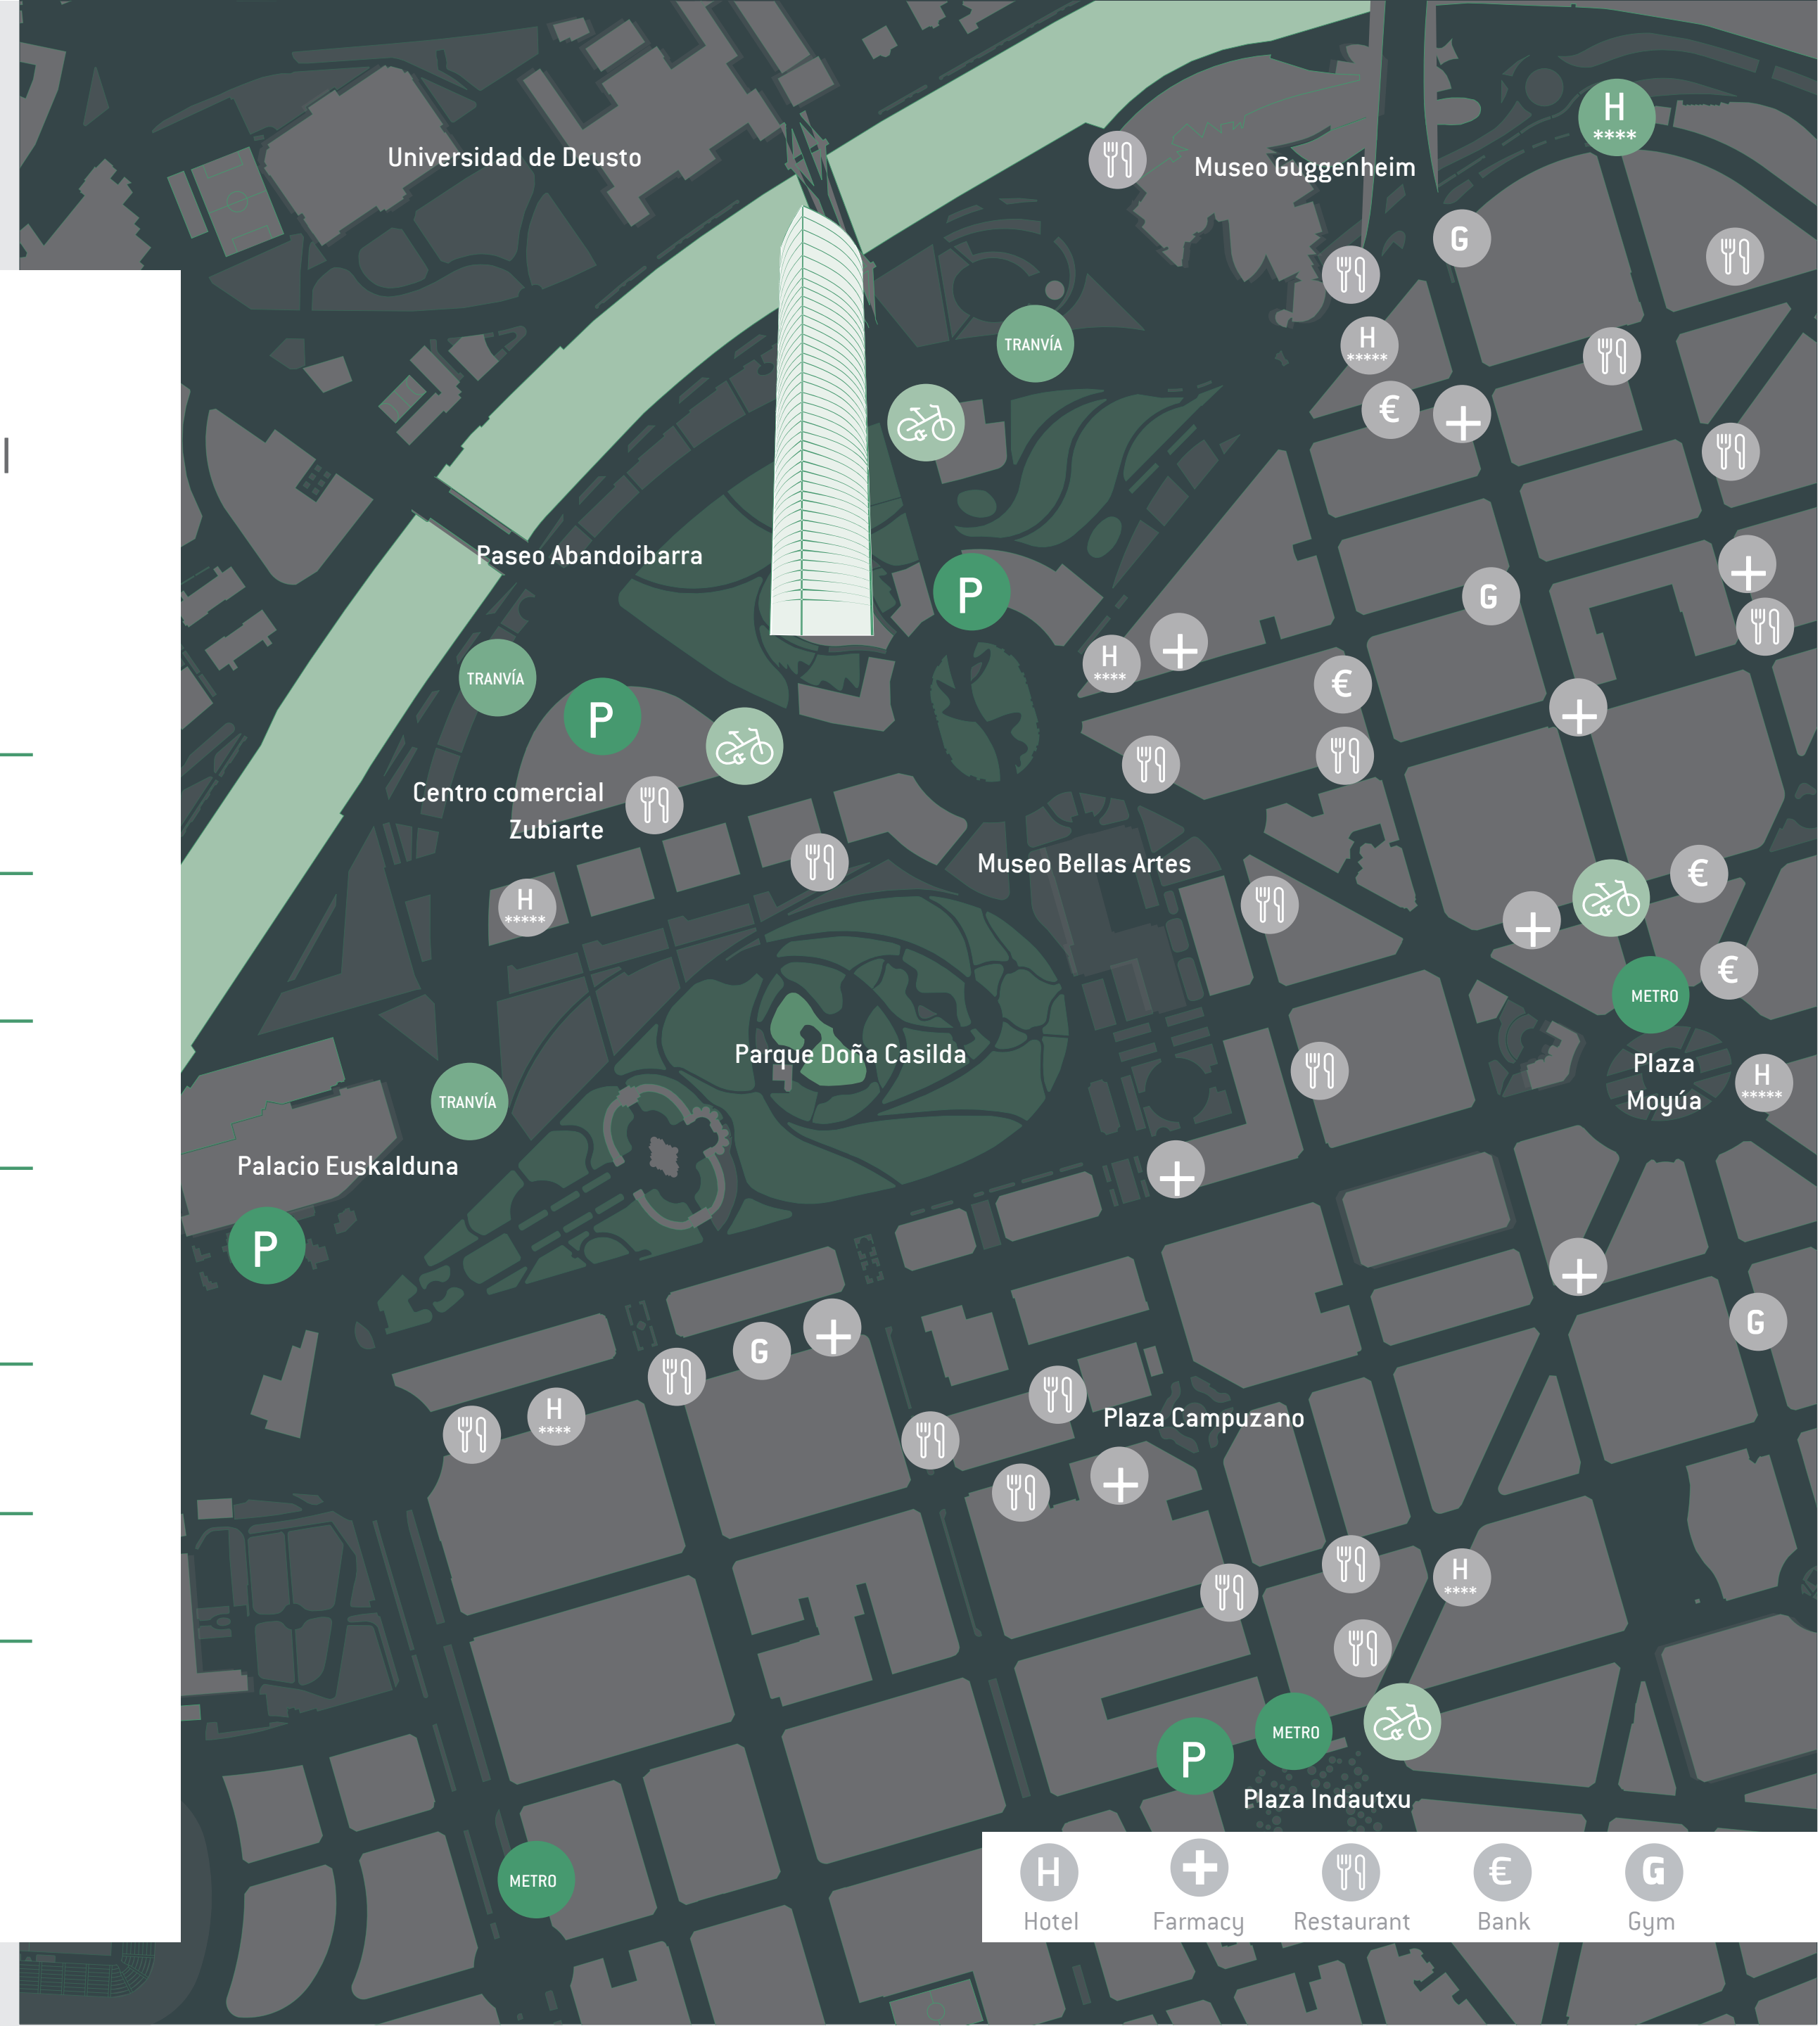 Universidad de Deusto
Museo Guggenheim
H
****
G
TRANVÍA
H
*****
€
Paseo Abandoibarra
P
G
H
****
TRANVÍA
P
€
Centro comercial
Zubiarte
Museo Bellas Artes
H
*****
€
€
METRO
Parque Doña Casilda
Plaza
Moyúa
H
*****
TRANVÍA
Palacio Euskalduna
P
G
G
H
****
Plaza Campuzano
H
****
METRO
P
Plaza Indautxu
METRO
H
€
G
Hotel
Farmacy
Restaurant
Bank
Gym